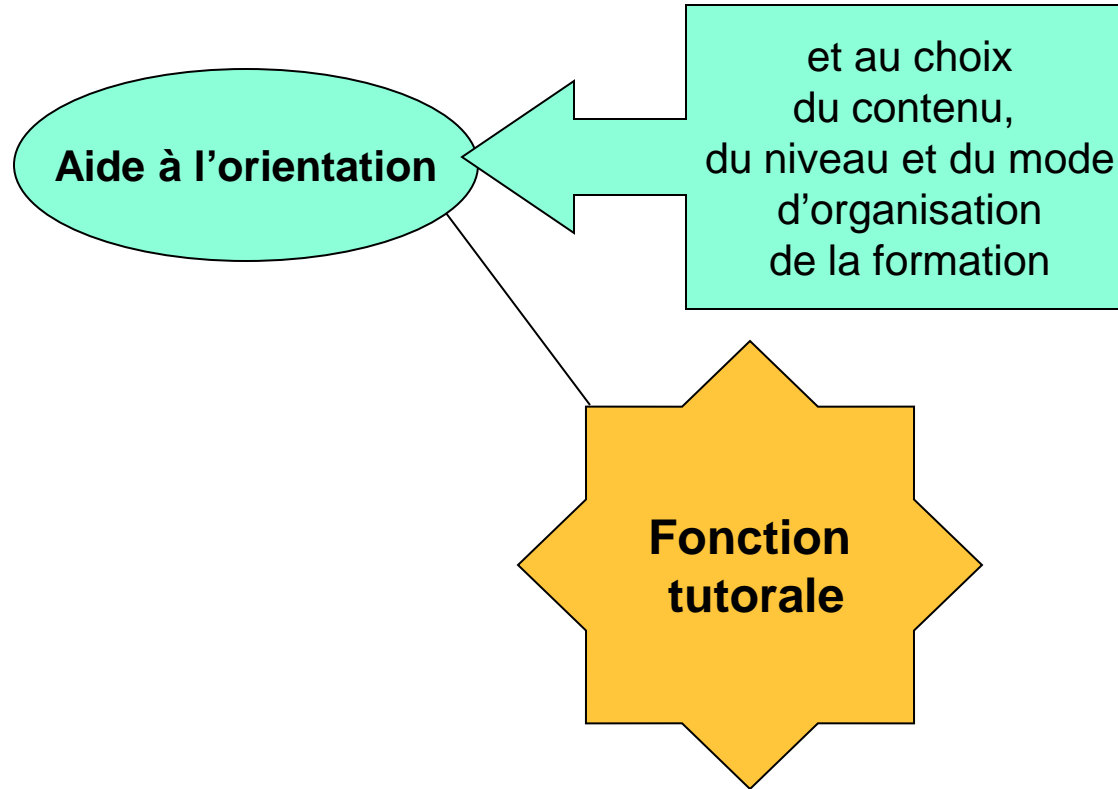 Aide à l’orientation
et au choix
du contenu,
du niveau et du mode
d’organisation
de la formation
Fonction
tutorale